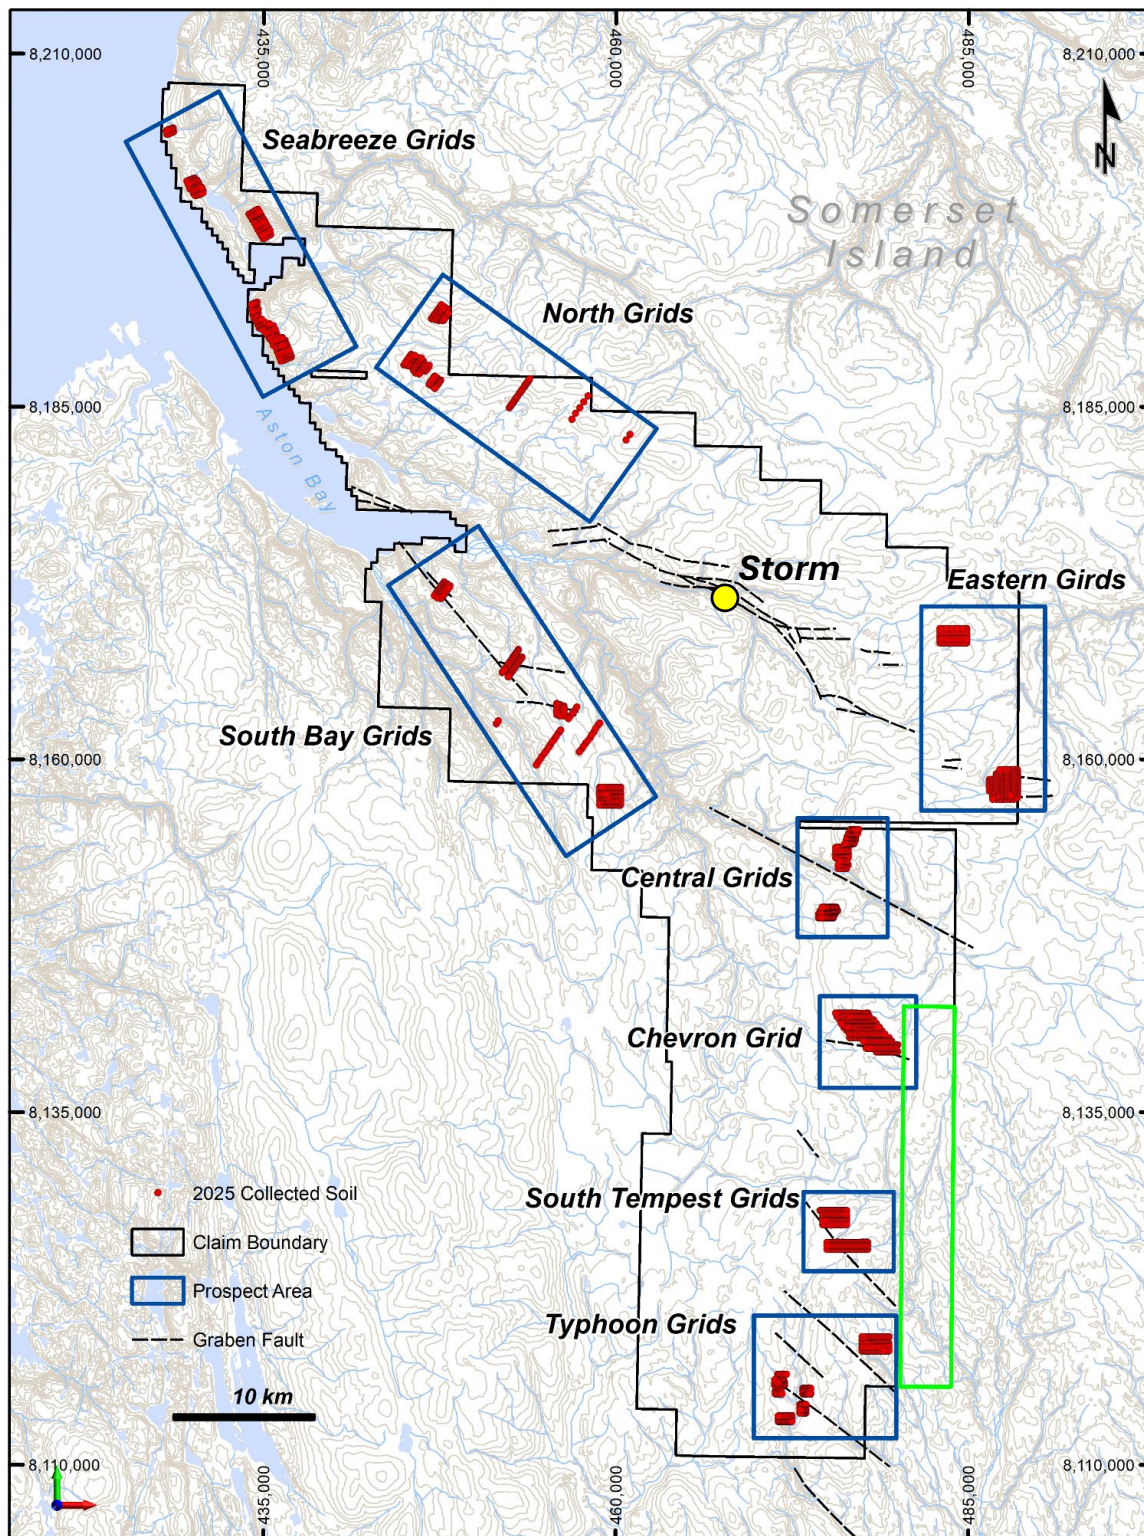 435,000
460,000
485,000
8,210,000
8,210,000
Seabreeze Grids
N
Somerset
Island
North Grids
8,185,000
8,185,000
Aston Bay
Storm
Eastern Girds
South Bay Grids
8,160,000
8,160,000
Central Grids
Chevron Grid
8,135,000
8,135,000
South Tempest Grids
2025 Collected Soil
Claim Boundary
Prospect Area
Typhoon Grids
Graben Fault
10 km
8,110,000
8,110,000
435,000
460,000
485,000